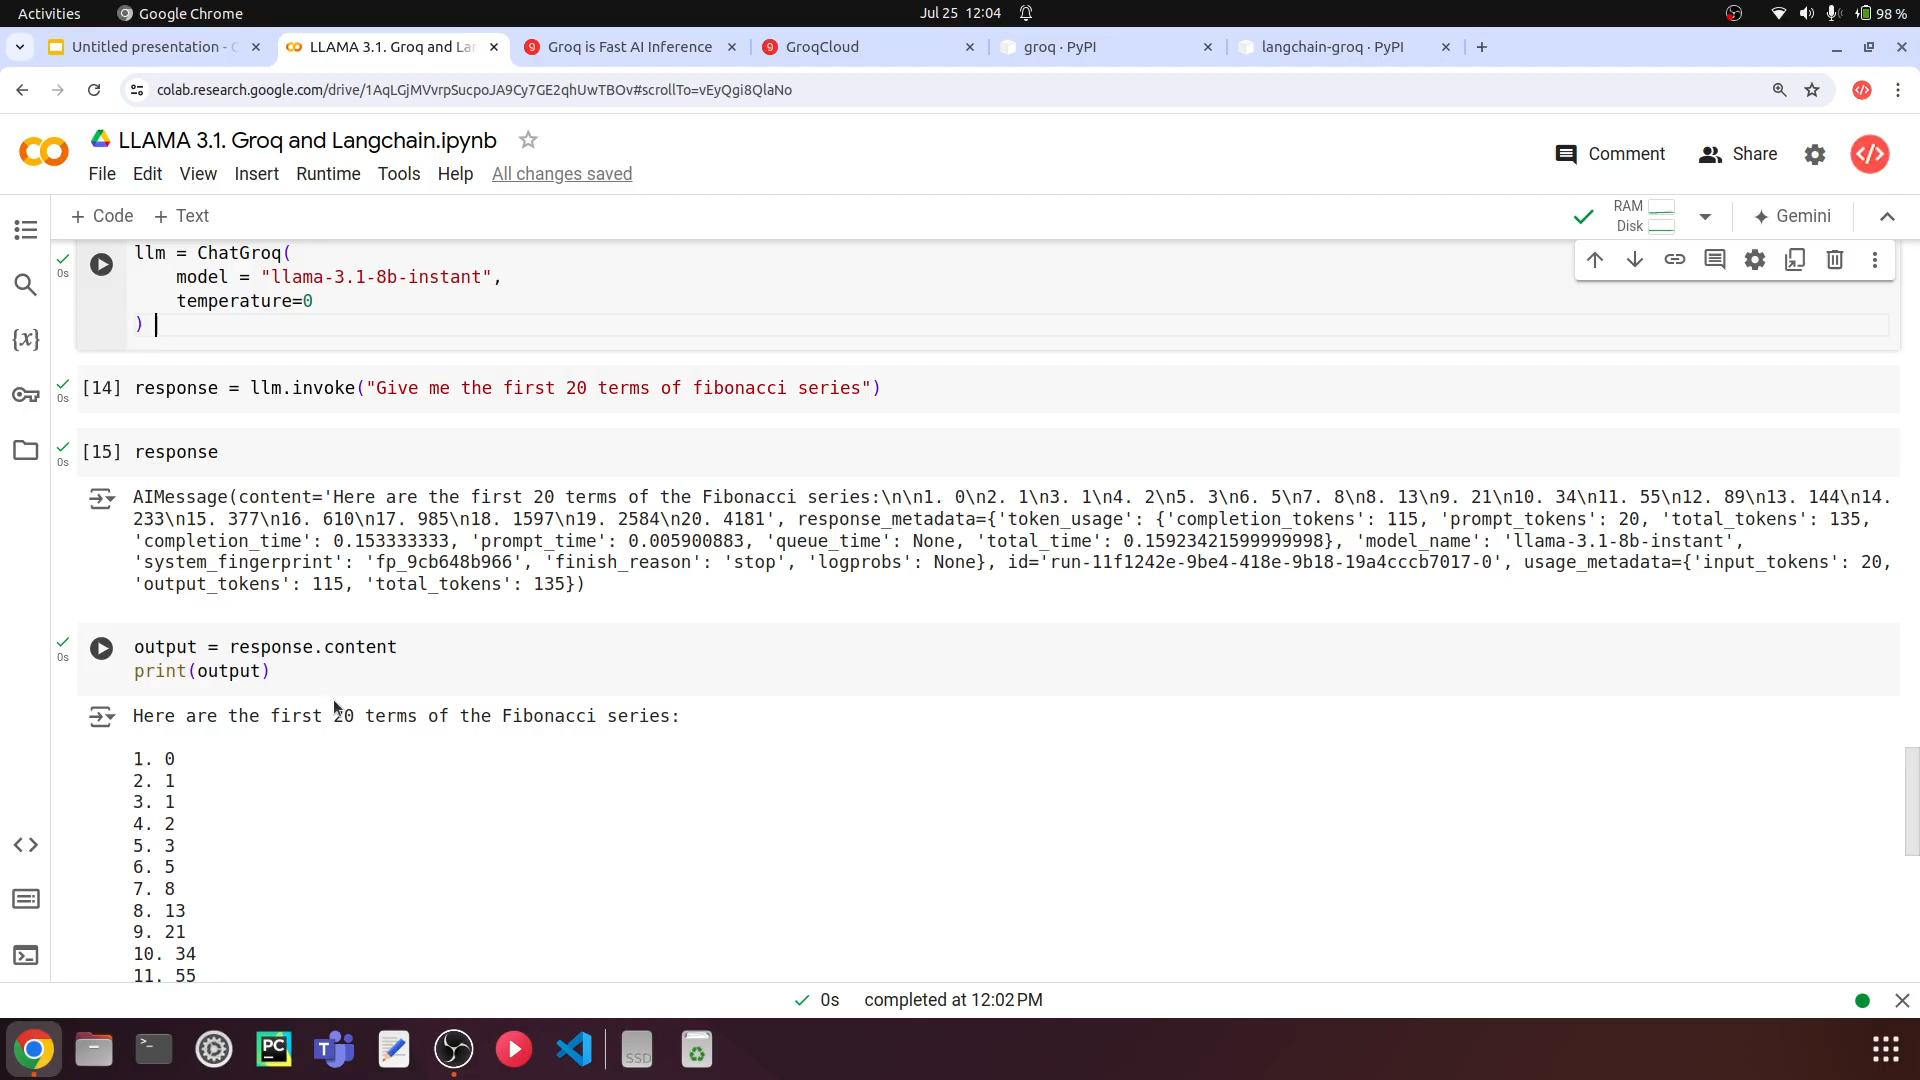 Activities
Google Chrome
Jul 25 12:04
98 %
Untitled presentation - G
LLAMA 3.1. Groq and La
Groq is Fast AI Inference
GroqCloud
groq · PyPI
langchain-groq · PyPI
colab.research.google.com/drive/1AqLGjMVvrpSucpoJA9Cy7GE2qhUwTBOv#scrollTo=vEyQgi8QlaNo
LLAMA 3.1. Groq and Langchain.ipynb
Comment
Share
File Edit View Insert Runtime Tools Help All changes saved
+ Code + Text
RAM
Disk
Gemini
0s
llm = ChatGroq(
model = "llama-3.1-8b-instant",
temperature=0
)
0s
[14] response = llm.invoke("Give me the first 20 terms of fibonacci series")
0s
[15] response
AIMessage(content='Here are the first 20 terms of the Fibonacci series:\n\n1. 0\n2. 1\n3. 1\n4. 2\n5. 3\n6. 5\n7. 8\n8. 13\n9. 21\n10. 34\n11. 55\n12. 89\n13. 144\n14.
233\n15. 377\n16. 610\n17. 985\n18. 1597\n19. 2584\n20. 4181', response_metadata={'token_usage': {'completion_tokens': 115, 'prompt_tokens': 20, 'total_tokens': 135,
'completion_time': 0.153333333, 'prompt_time': 0.005900883, 'queue_time': None, 'total_time': 0.15923421599999998}, 'model_name': 'llama-3.1-8b-instant',
'system_fingerprint': 'fp_9cb648b966', 'finish_reason': 'stop', 'logprobs': None}, id='run-11f1242e-9be4-418e-9b18-19a4cccb7017-0', usage_metadata={'input_tokens': 20,
'output_tokens': 115, 'total_tokens': 135})
0s
output = response.content
print(output)
Here are the first 20 terms of the Fibonacci series:
1. 0
2. 1
3. 1
4. 2
5. 3
6. 5
7. 8
8. 13
9. 21
10. 34
11. 55
0s completed at 12:02 PM
PC
SSD